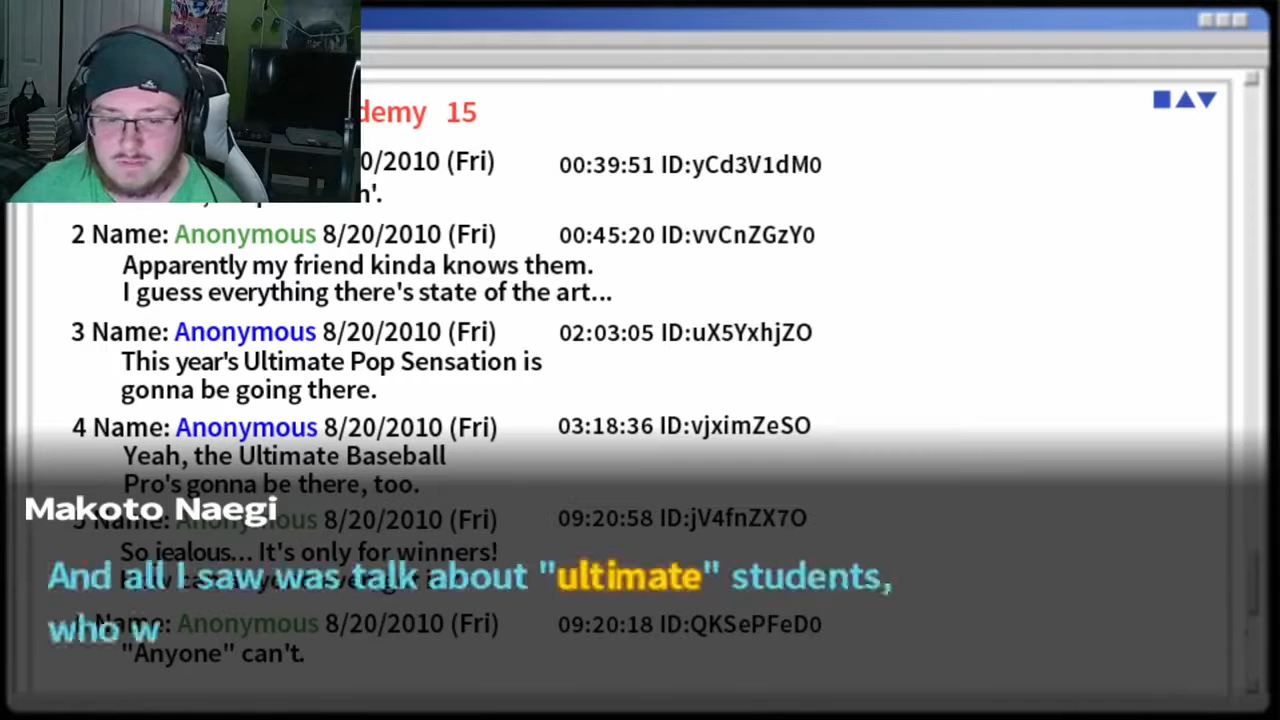 demy 15
0/2010 (Fri) 00:39:51 ID:yCd3V1dM0
n'.
2 Name: Anonymous 8/20/2010 (Fri) 00:45:20 ID:vvCnZGzY0
Apparently my friend kinda knows them.
I guess everything there's state of the art...
3 Name: Anonymous 8/20/2010 (Fri) 02:03:05 ID:uX5YxhjZO
This year's Ultimate Pop Sensation is
gonna be going there.
4 Name: Anonymous 8/20/2010 (Fri) 03:18:36 ID:vjximZeSO
Yeah, the Ultimate Baseball
Pro's gonna be there, too.
Makoto Naegi
5 Name: Anonymous 8/20/2010 (Fri) 09:20:58 ID:jV4fnZX7O
So jealous... It's only for winners!
And all I saw was talk about "ultimate" students,
who w
Name: Anonymous 8/20/2010 (Fri) 09:20:18 ID:QKSePFeD0
"Anyone" can't.